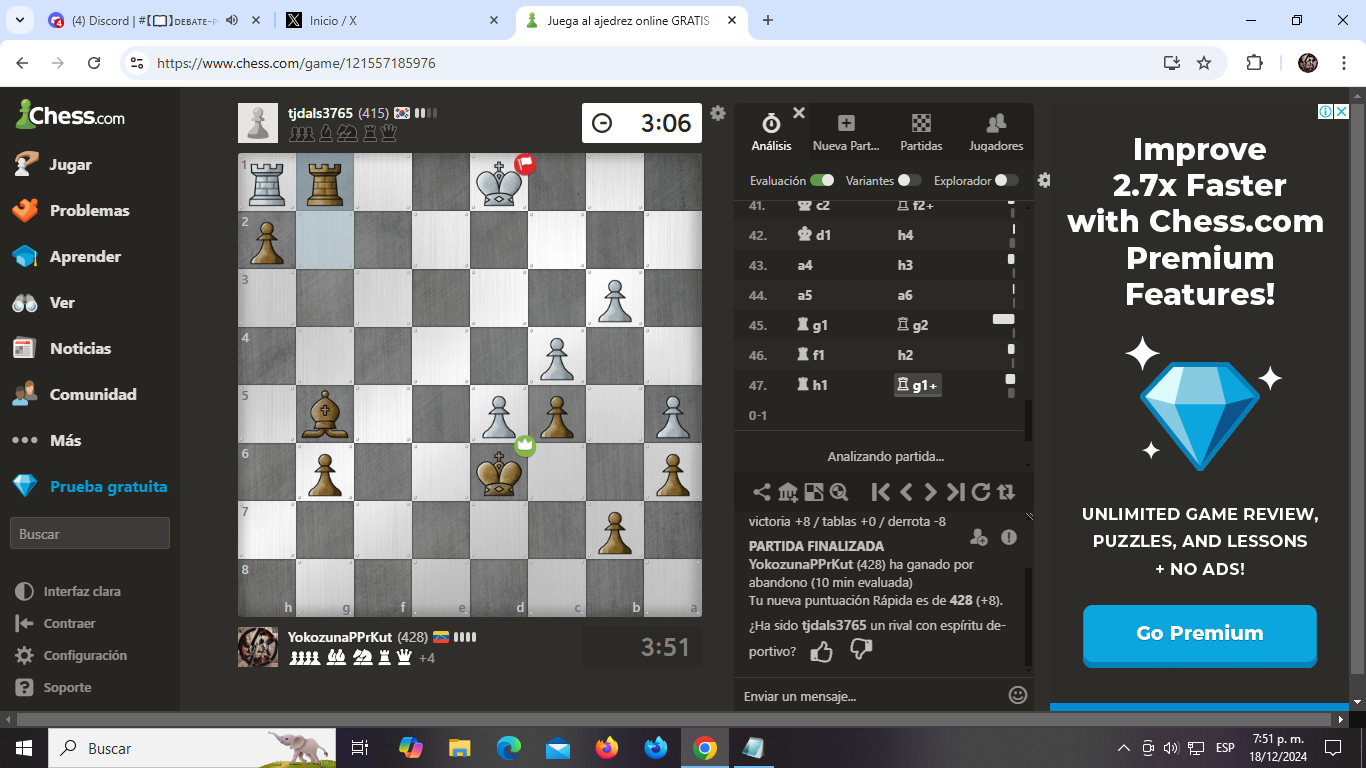 (4) Discord | #【📖】DEBATE-P
Inicio / X
Juega al ajedrez online GRATIS
https://www.chess.com/game/121557185976
Chess.com
Jugar
Problemas
Aprender
Ver
Noticias
Comunidad
Más
Prueba gratuita
Buscar
Interfaz clara
Contraer
Configuración
Soporte
tjdals3765 (415)
3:06
1
2
3
4
5
6
7
8
h g f e d c b a
YokozunaPPrKut (428)
+4
3:51
Análisis
Nueva Part...
Partidas
Jugadores
Evaluación
Variantes
Explorador
41. c2 f2+
42. d1 h4
43. a4 h3
44. a5 a6
45. g1 g2
46. f1 h2
47. h1 g1+
0-1
Analizando partida...
victoria +8 / tablas +0 / derrota -8
PARTIDA FINALIZADA
YokozunaPPrKut (428) ha ganado por
abandono (10 min evaluada)
Tu nueva puntuación Rápida es de 428 (+8).
¿Ha sido tjdals3765 un rival con espíritu de-
portivo?
Enviar un mensaje...
Improve
2.7x Faster
with Chess.com
Premium
Features!
UNLIMITED GAME REVIEW,
PUZZLES, AND LESSONS
+ NO ADS!
Go Premium
Buscar
ESP
7:51 p. m.
18/12/2024